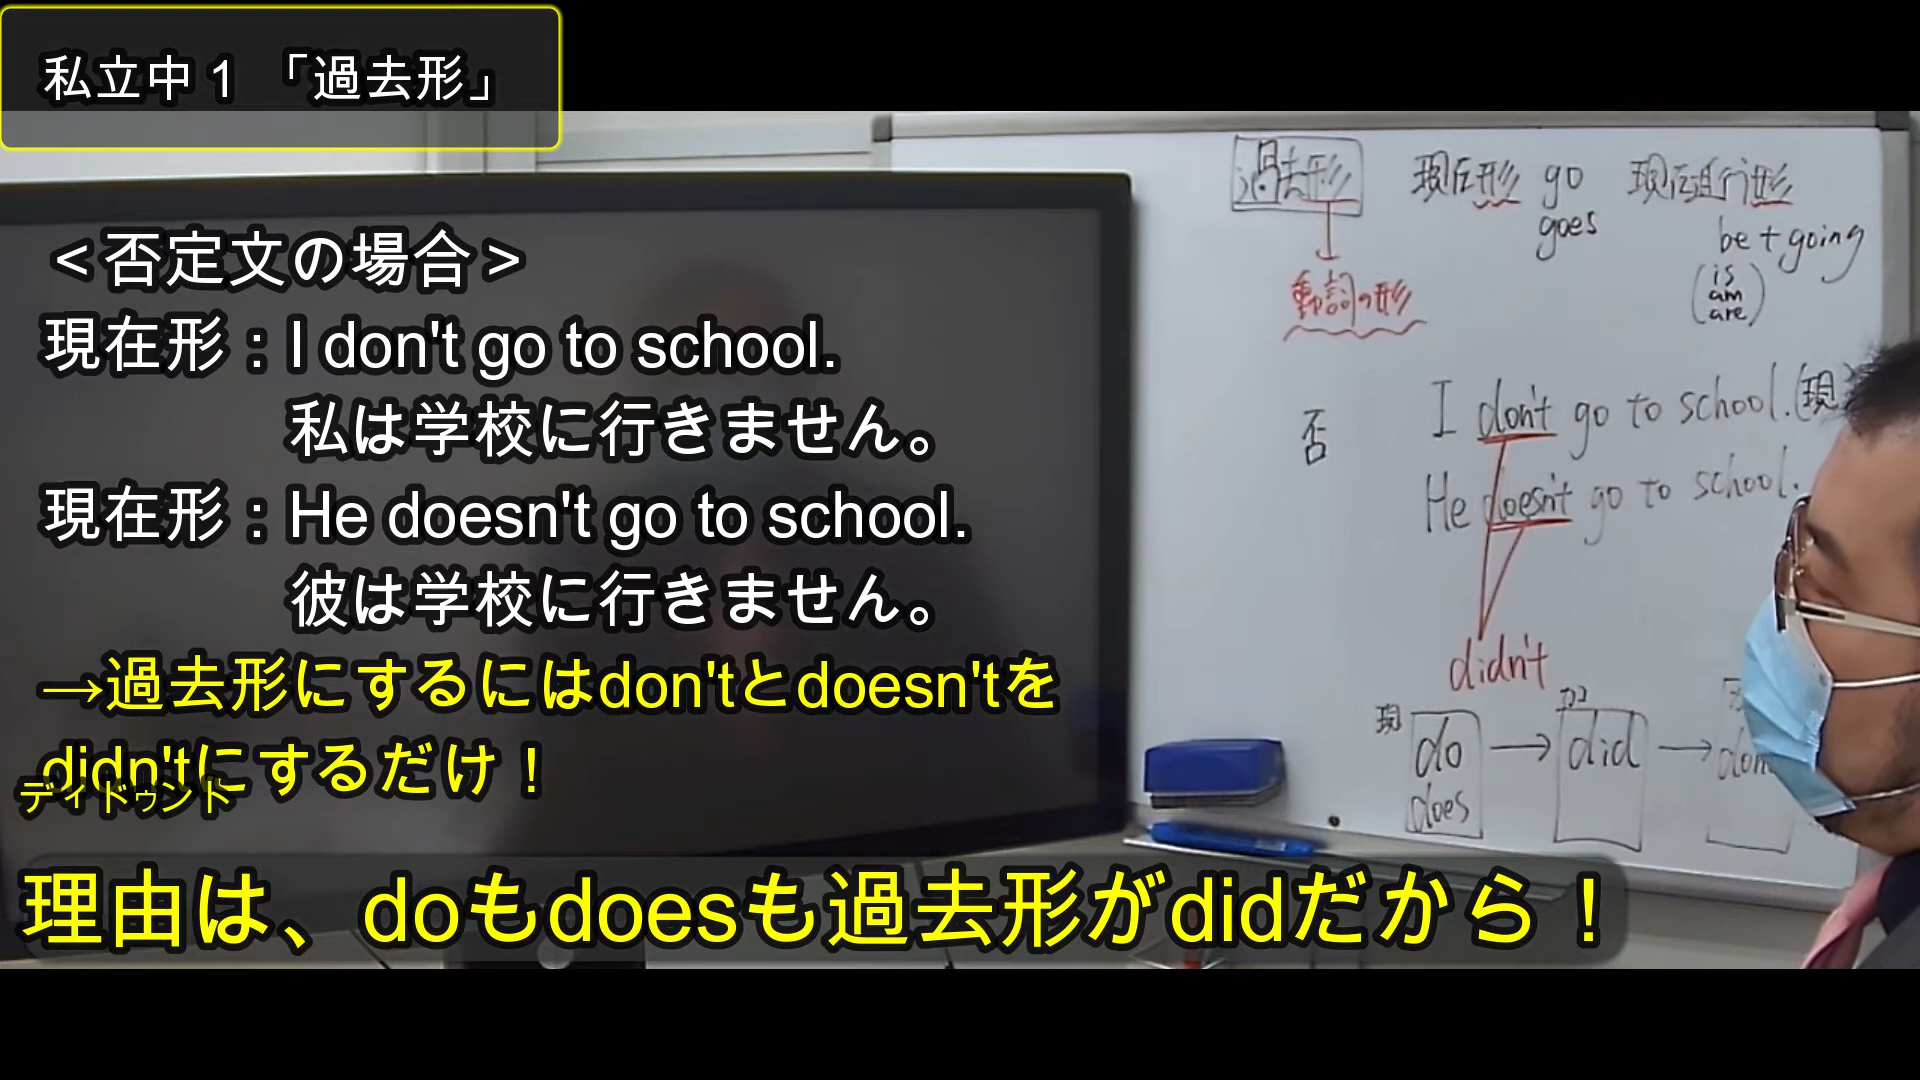 私立中1 「過去形」
＜否定文の場合＞
現在形：I don't go to school.
私は学校に行きません。
現在形：He doesn't go to school.
彼は学校に行きません。
→過去形にするにはdon'tとdoesn'tを
didn'tにするだけ！
ディドゥント
理由は、doもdoesも過去形がdidだから！
過去形
現在形 go
goes
現在進行形
be + going
(is
am
are)
動詞の形
否
I don't go to school.(現
He doesn't go to school.
didn't
現
do → did →
does